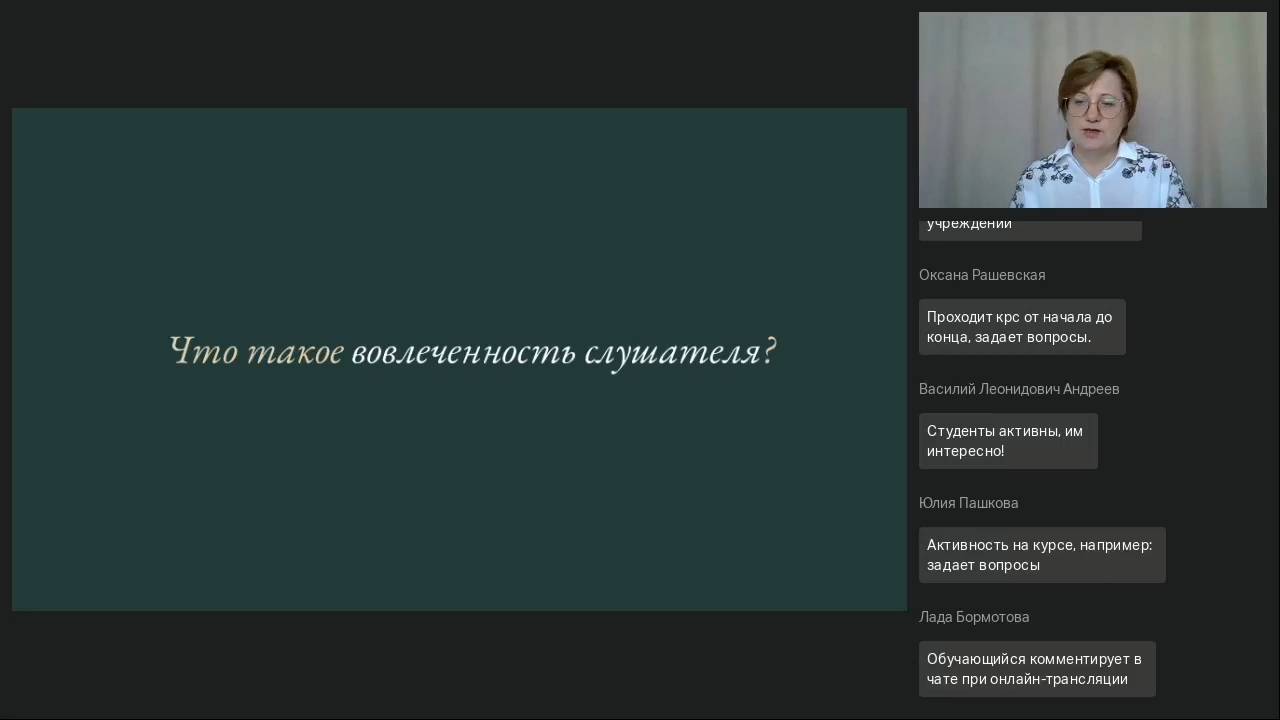 Что такое вовлеченность слушателя?
учреждении
Оксана Рашевская
Проходит крс от начала до
конца, задает вопросы.
Василий Леонидович Андреев
Студенты активны, им
интересно!
Юлия Пашкова
Активность на курсе, например:
задает вопросы
Лада Бормотова
Обучающийся комментирует в
чате при онлайн-трансляции